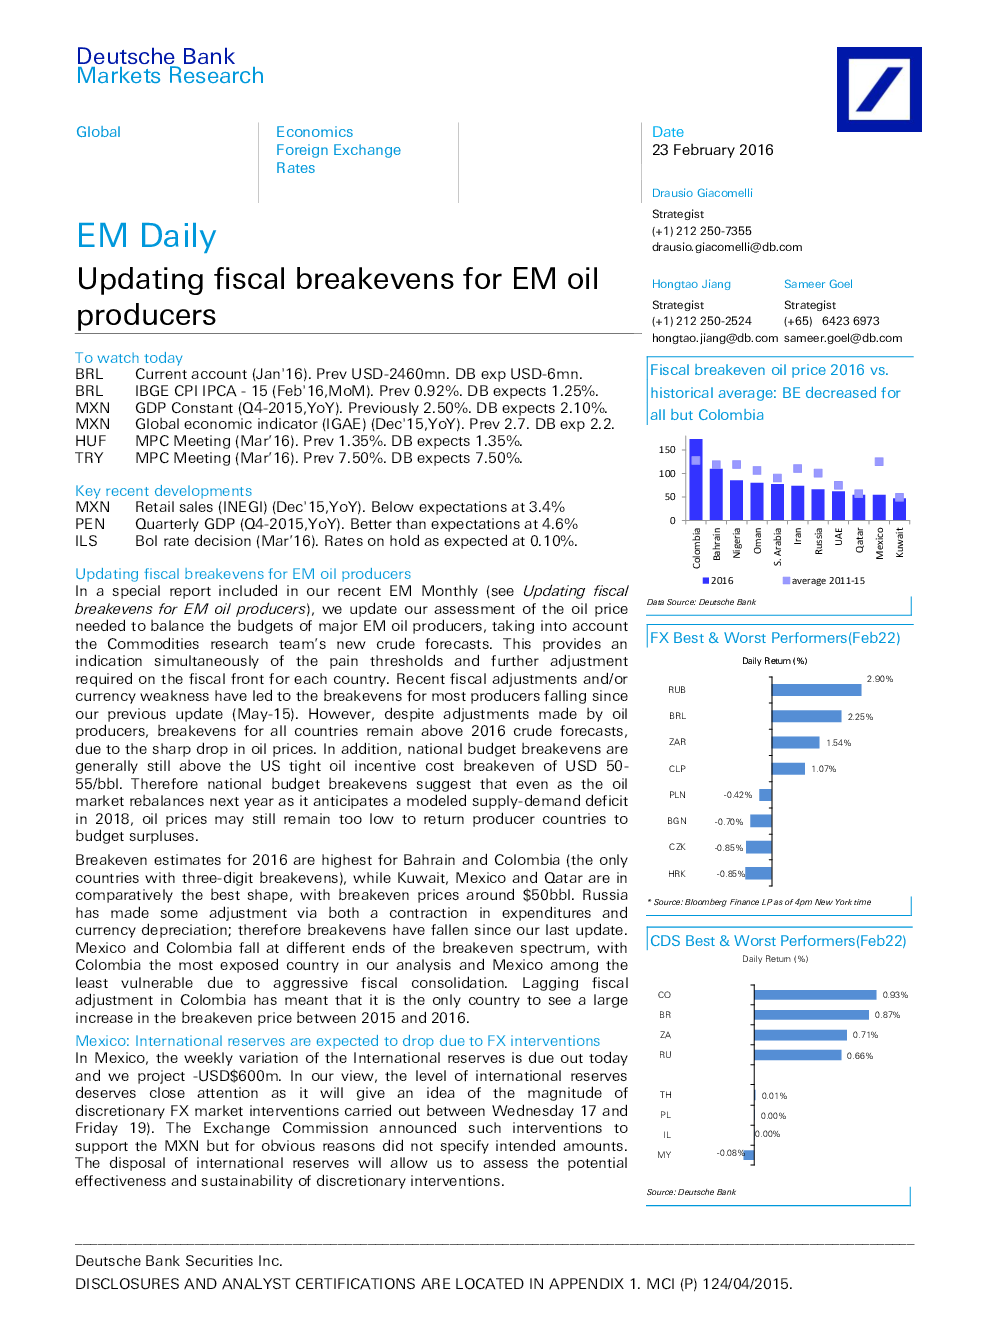 Deutsche Bank
Markets Research
Global
Economics
Foreign Exchange
Rates
Date
23 February 2016
EM Daily
Updating fiscal breakevens for EM oil
producers
Drausio Giacomelli
Strategist
(+1) 212 250-7355
drausio.giacomelli@db.com
Hongtao Jiang
Strategist
(+1) 212 250-2524
hongtao.jiang@db.com
Sameer Goel
Strategist
(+65) 6423 6973
sameer.goel@db.com
To watch today
BRL Current account (Jan'16). Prev USD-2460mn. DB exp USD-6mn.
BRL IBGE CPI IPCA - 15 (Feb'16,MoM). Prev 0.92%. DB expects 1.25%.
MXN GDP Constant (Q4-2015,YoY). Previously 2.50%. DB expects 2.10%.
MXN Global economic indicator (IGAE) (Dec'15,YoY). Prev 2.7. DB exp 2.2.
HUF MPC Meeting (Mar’16). Prev 1.35%. DB expects 1.35%.
TRY MPC Meeting (Mar’16). Prev 7.50%. DB expects 7.50%.
Key recent developments
MXN Retail sales (INEGI) (Dec'15,YoY). Below expectations at 3.4%
PEN Quarterly GDP (Q4-2015,YoY). Better than expectations at 4.6%
ILS BoI rate decision (Mar’16). Rates on hold as expected at 0.10%.
Updating fiscal breakevens for EM oil producers
In a special report included in our recent EM Monthly (see Updating fiscal
breakevens for EM oil producers), we update our assessment of the oil price
needed to balance the budgets of major EM oil producers, taking into account
the Commodities research team’s new crude forecasts. This provides an
indication simultaneously of the pain thresholds and further adjustment
required on the fiscal front for each country. Recent fiscal adjustments and/or
currency weakness have led to the breakevens for most producers falling since
our previous update (May-15). However, despite adjustments made by oil
producers, breakevens for all countries remain above 2016 crude forecasts,
due to the sharp drop in oil prices. In addition, national budget breakevens are
generally still above the US tight oil incentive cost breakeven of USD 50-
55/bbl. Therefore national budget breakevens suggest that even as the oil
market rebalances next year as it anticipates a modeled supply-demand deficit
in 2018, oil prices may still remain too low to return producer countries to
budget surpluses.
Breakeven estimates for 2016 are highest for Bahrain and Colombia (the only
countries with three-digit breakevens), while Kuwait, Mexico and Qatar are in
comparatively the best shape, with breakeven prices around $50bbl. Russia
has made some adjustment via both a contraction in expenditures and
currency depreciation; therefore breakevens have fallen since our last update.
Mexico and Colombia fall at different ends of the breakeven spectrum, with
Colombia the most exposed country in our analysis and Mexico among the
least vulnerable due to aggressive fiscal consolidation. Lagging fiscal
adjustment in Colombia has meant that it is the only country to see a large
increase in the breakeven price between 2015 and 2016.
Mexico: International reserves are expected to drop due to FX interventions
In Mexico, the weekly variation of the International reserves is due out today
and we project -USD$600m. In our view, the level of international reserves
deserves close attention as it will give an idea of the magnitude of
discretionary FX market interventions carried out between Wednesday 17 and
Friday 19). The Exchange Commission announced such interventions to
support the MXN but for obvious reasons did not specify intended amounts.
The disposal of international reserves will allow us to assess the potential
effectiveness and sustainability of discretionary interventions.
Fiscal breakeven oil price 2016 vs.
historical average: BE decreased for
all but Colombia
150
100
50
0
Colombia
Bahrain
Nigeria
Oman
S. Arabia
Iran
Russia
UAE
Qatar
Mexico
Kuwait
2016
average 2011-15
Data Source: Deutsche Bank
FX Best & Worst Performers(Feb22)
Daily Return (%)
RUB 2.90%
BRL 2.25%
ZAR 1.54%
CLP 1.07%
PLN -0.42%
BGN -0.70%
CZK -0.85%
HRK -0.85%
* Source: Bloomberg Finance LP as of 4pm New York time
CDS Best & Worst Performers(Feb22)
Daily Return (%)
CO 0.93%
BR 0.87%
ZA 0.71%
RU 0.66%
TH 0.01%
PL 0.00%
IL 0.00%
MY -0.08%
Source: Deutsche Bank
Deutsche Bank Securities Inc.
DISCLOSURES AND ANALYST CERTIFICATIONS ARE LOCATED IN APPENDIX 1. MCI (P) 124/04/2015.